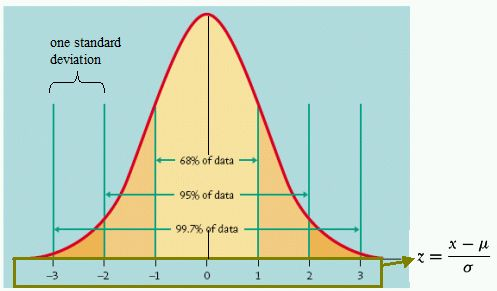 one standard
deviation
68% of data
95% of data
99.7% of data
−3 −2 −1 0 1 2 3
z = \frac{x − μ}{σ}